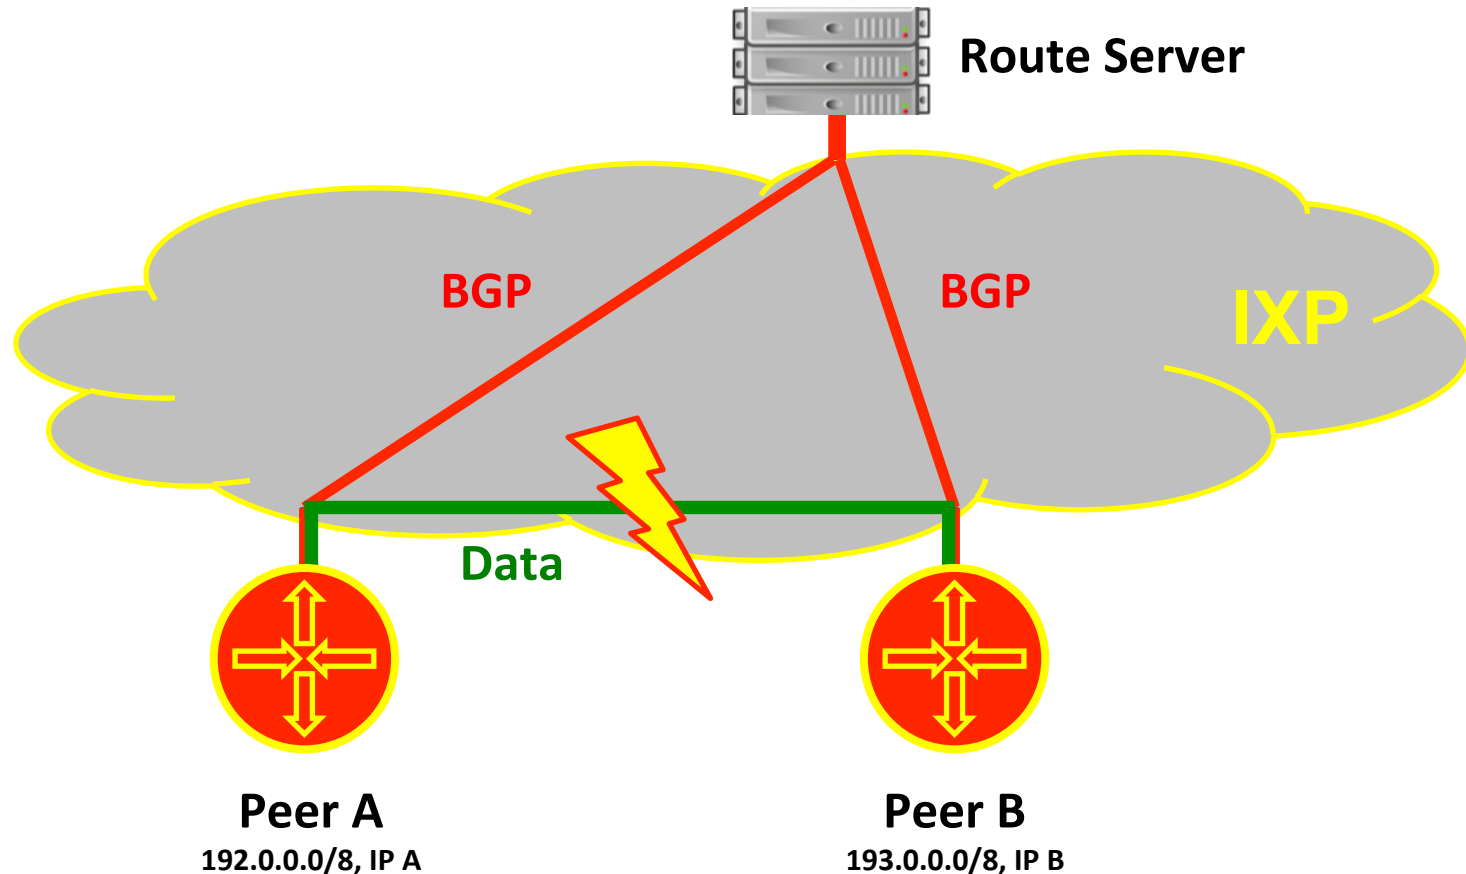 Route Server
BGP
BGP
IXP
Data
Peer A
192.0.0.0/8, IP A
Peer B
193.0.0.0/8, IP B